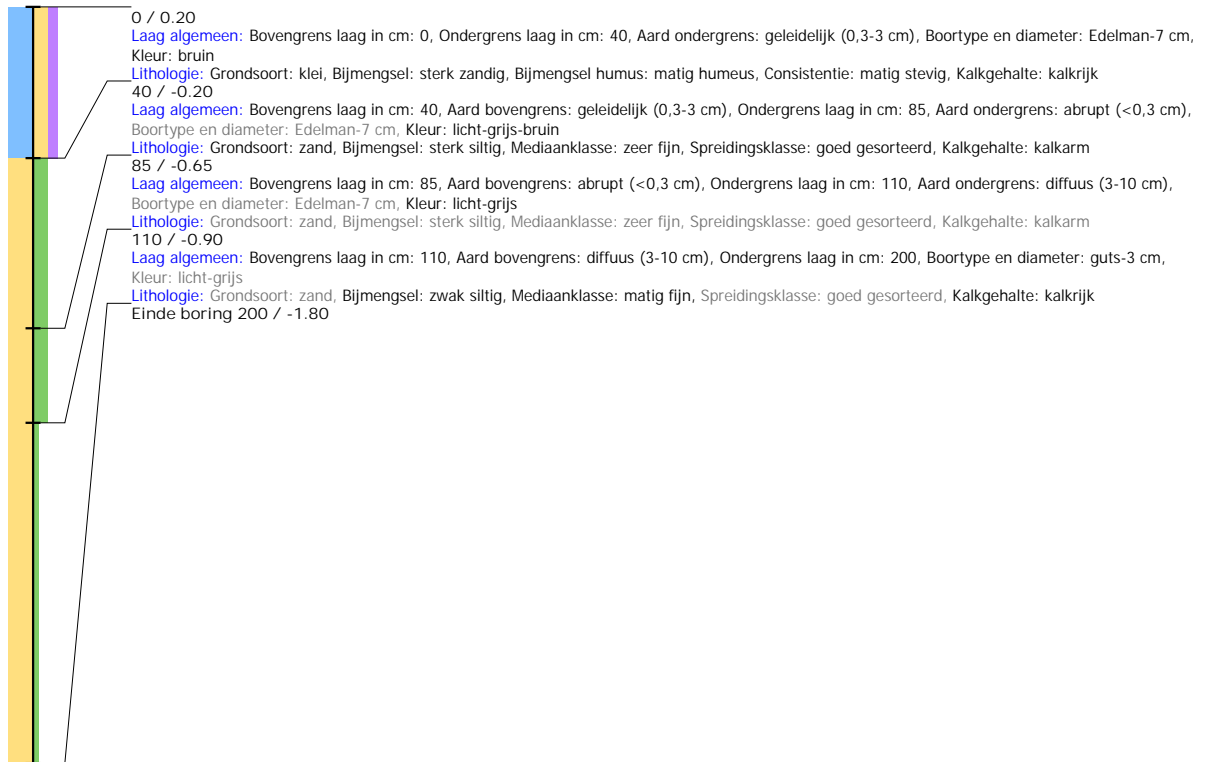 0 / 0.20
Laag algemeen: Bovengrens laag in cm: 0, Ondergrens laag in cm: 40, Aard ondergrens: geleidelijk (0,3-3 cm), Boortype en diameter: Edelman-7 cm,
Kleur: bruin
Lithologie: Grondsoort: klei, Bijmengsel: sterk zandig, Bijmengsel humus: matig humeus, Consistentie: matig stevig, Kalkgehalte: kalkrijk
40 / -0.20
Laag algemeen: Bovengrens laag in cm: 40, Aard bovengrens: geleidelijk (0,3-3 cm), Ondergrens laag in cm: 85, Aard ondergrens: abrupt (<0,3 cm),
Boortype en diameter: Edelman-7 cm, Kleur: licht-grijs-bruin
Lithologie: Grondsoort: zand, Bijmengsel: sterk siltig, Mediaanklasse: zeer fijn, Spreidingsklasse: goed gesorteerd, Kalkgehalte: kalkarm
85 / -0.65
Laag algemeen: Bovengrens laag in cm: 85, Aard bovengrens: abrupt (<0,3 cm), Ondergrens laag in cm: 110, Aard ondergrens: diffuus (3-10 cm),
Boortype en diameter: Edelman-7 cm, Kleur: licht-grijs
Lithologie: Grondsoort: zand, Bijmengsel: sterk siltig, Mediaanklasse: zeer fijn, Spreidingsklasse: goed gesorteerd, Kalkgehalte: kalkarm
110 / -0.90
Laag algemeen: Bovengrens laag in cm: 110, Aard bovengrens: diffuus (3-10 cm), Ondergrens laag in cm: 200, Boortype en diameter: guts-3 cm,
Kleur: licht-grijs
Lithologie: Grondsoort: zand, Bijmengsel: zwak siltig, Mediaanklasse: matig fijn, Spreidingsklasse: goed gesorteerd, Kalkgehalte: kalkrijk
Einde boring 200 / -1.80